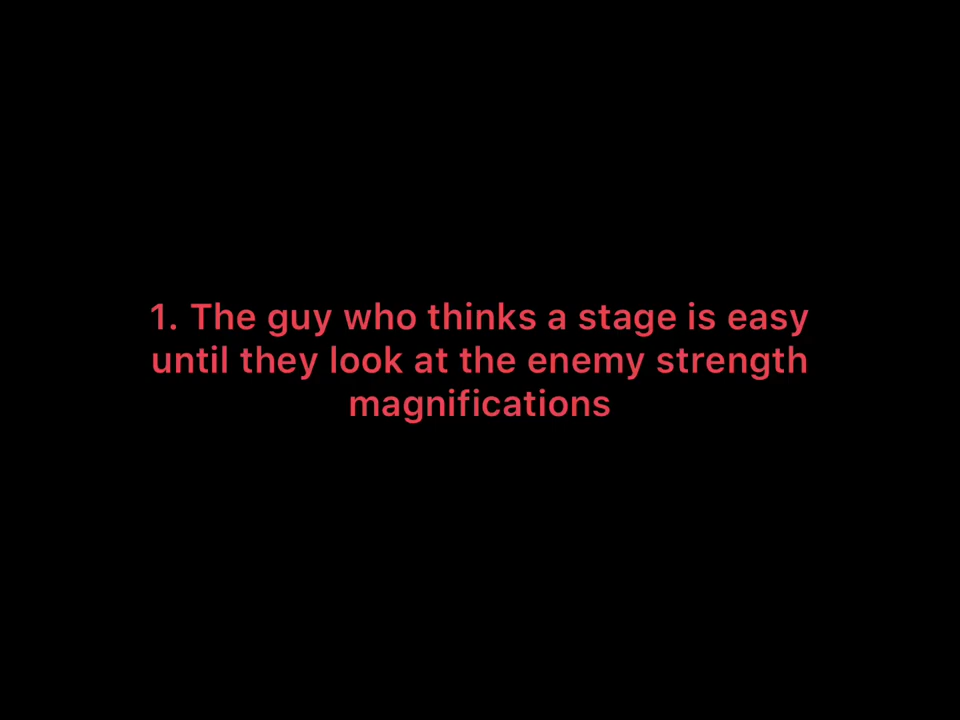 1. The guy who thinks a stage is easy
until they look at the enemy strength
magnifications